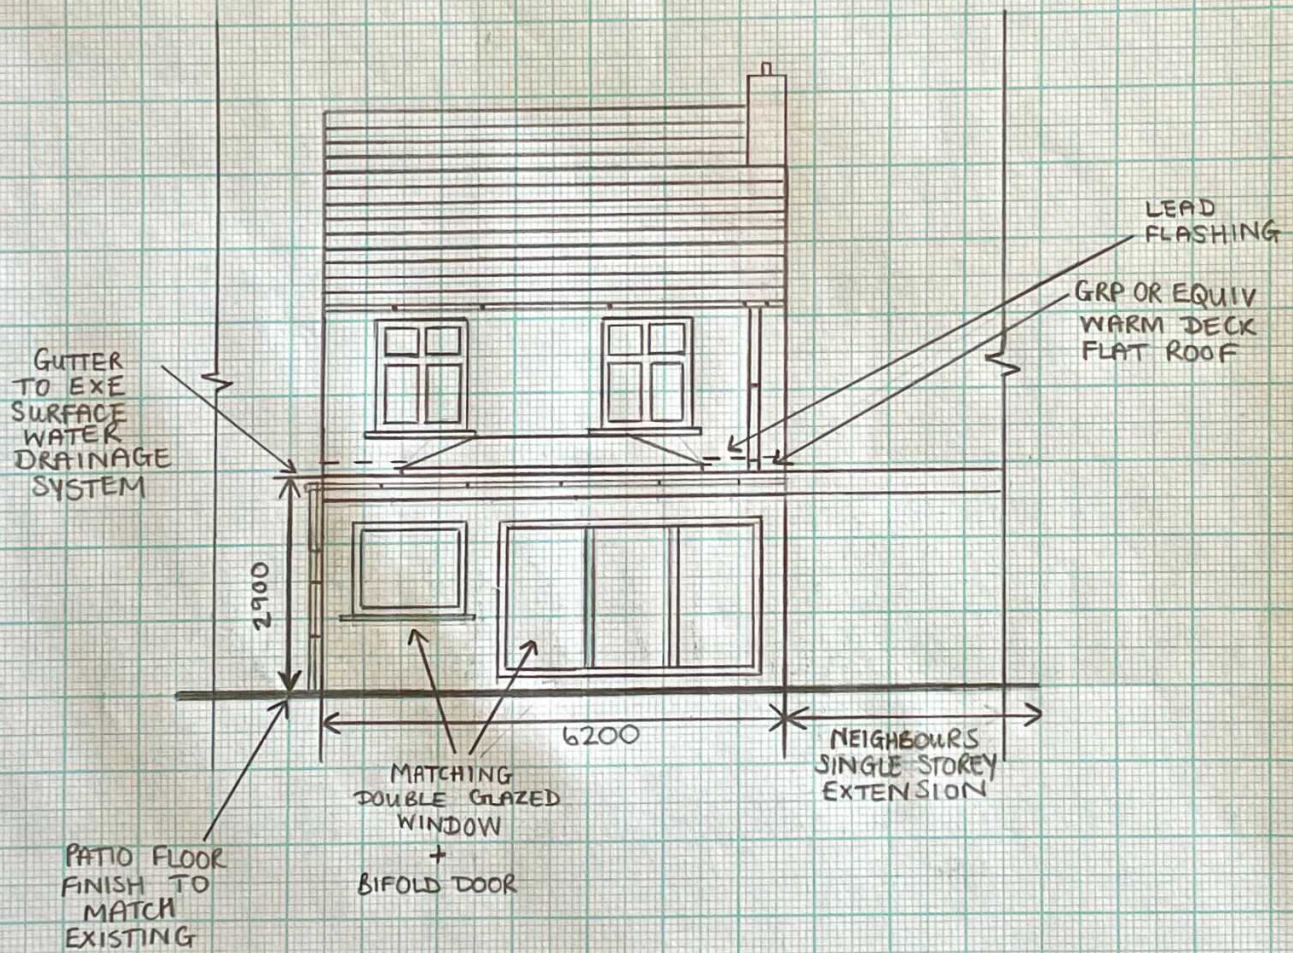 LEAD
FLASHING
GRP OR EQUIV
WARM DECK
FLAT ROOF
GUTTER
TO EXE
SURFACE
WATER
DRAINAGE
SYSTEM
2900
6200
NEIGHBOURS
SINGLE STOREY
EXTENSION
MATCHING
DOUBLE GLAZED
WINDOW
+
BIFOLD DOOR
PATIO FLOOR
FINISH TO
MATCH
EXISTING